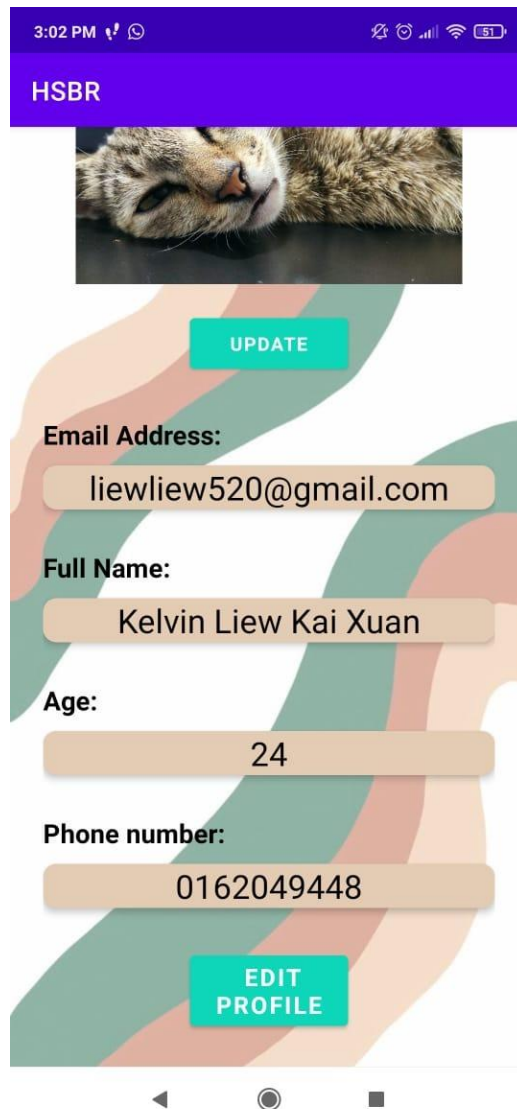 3:02 PM
51
HSBR
UPDATE
Email Address:
liewliew520@gmail.com
Full Name:
Kelvin Liew Kai Xuan
Age:
24
Phone number:
0162049448
EDIT
PROFILE